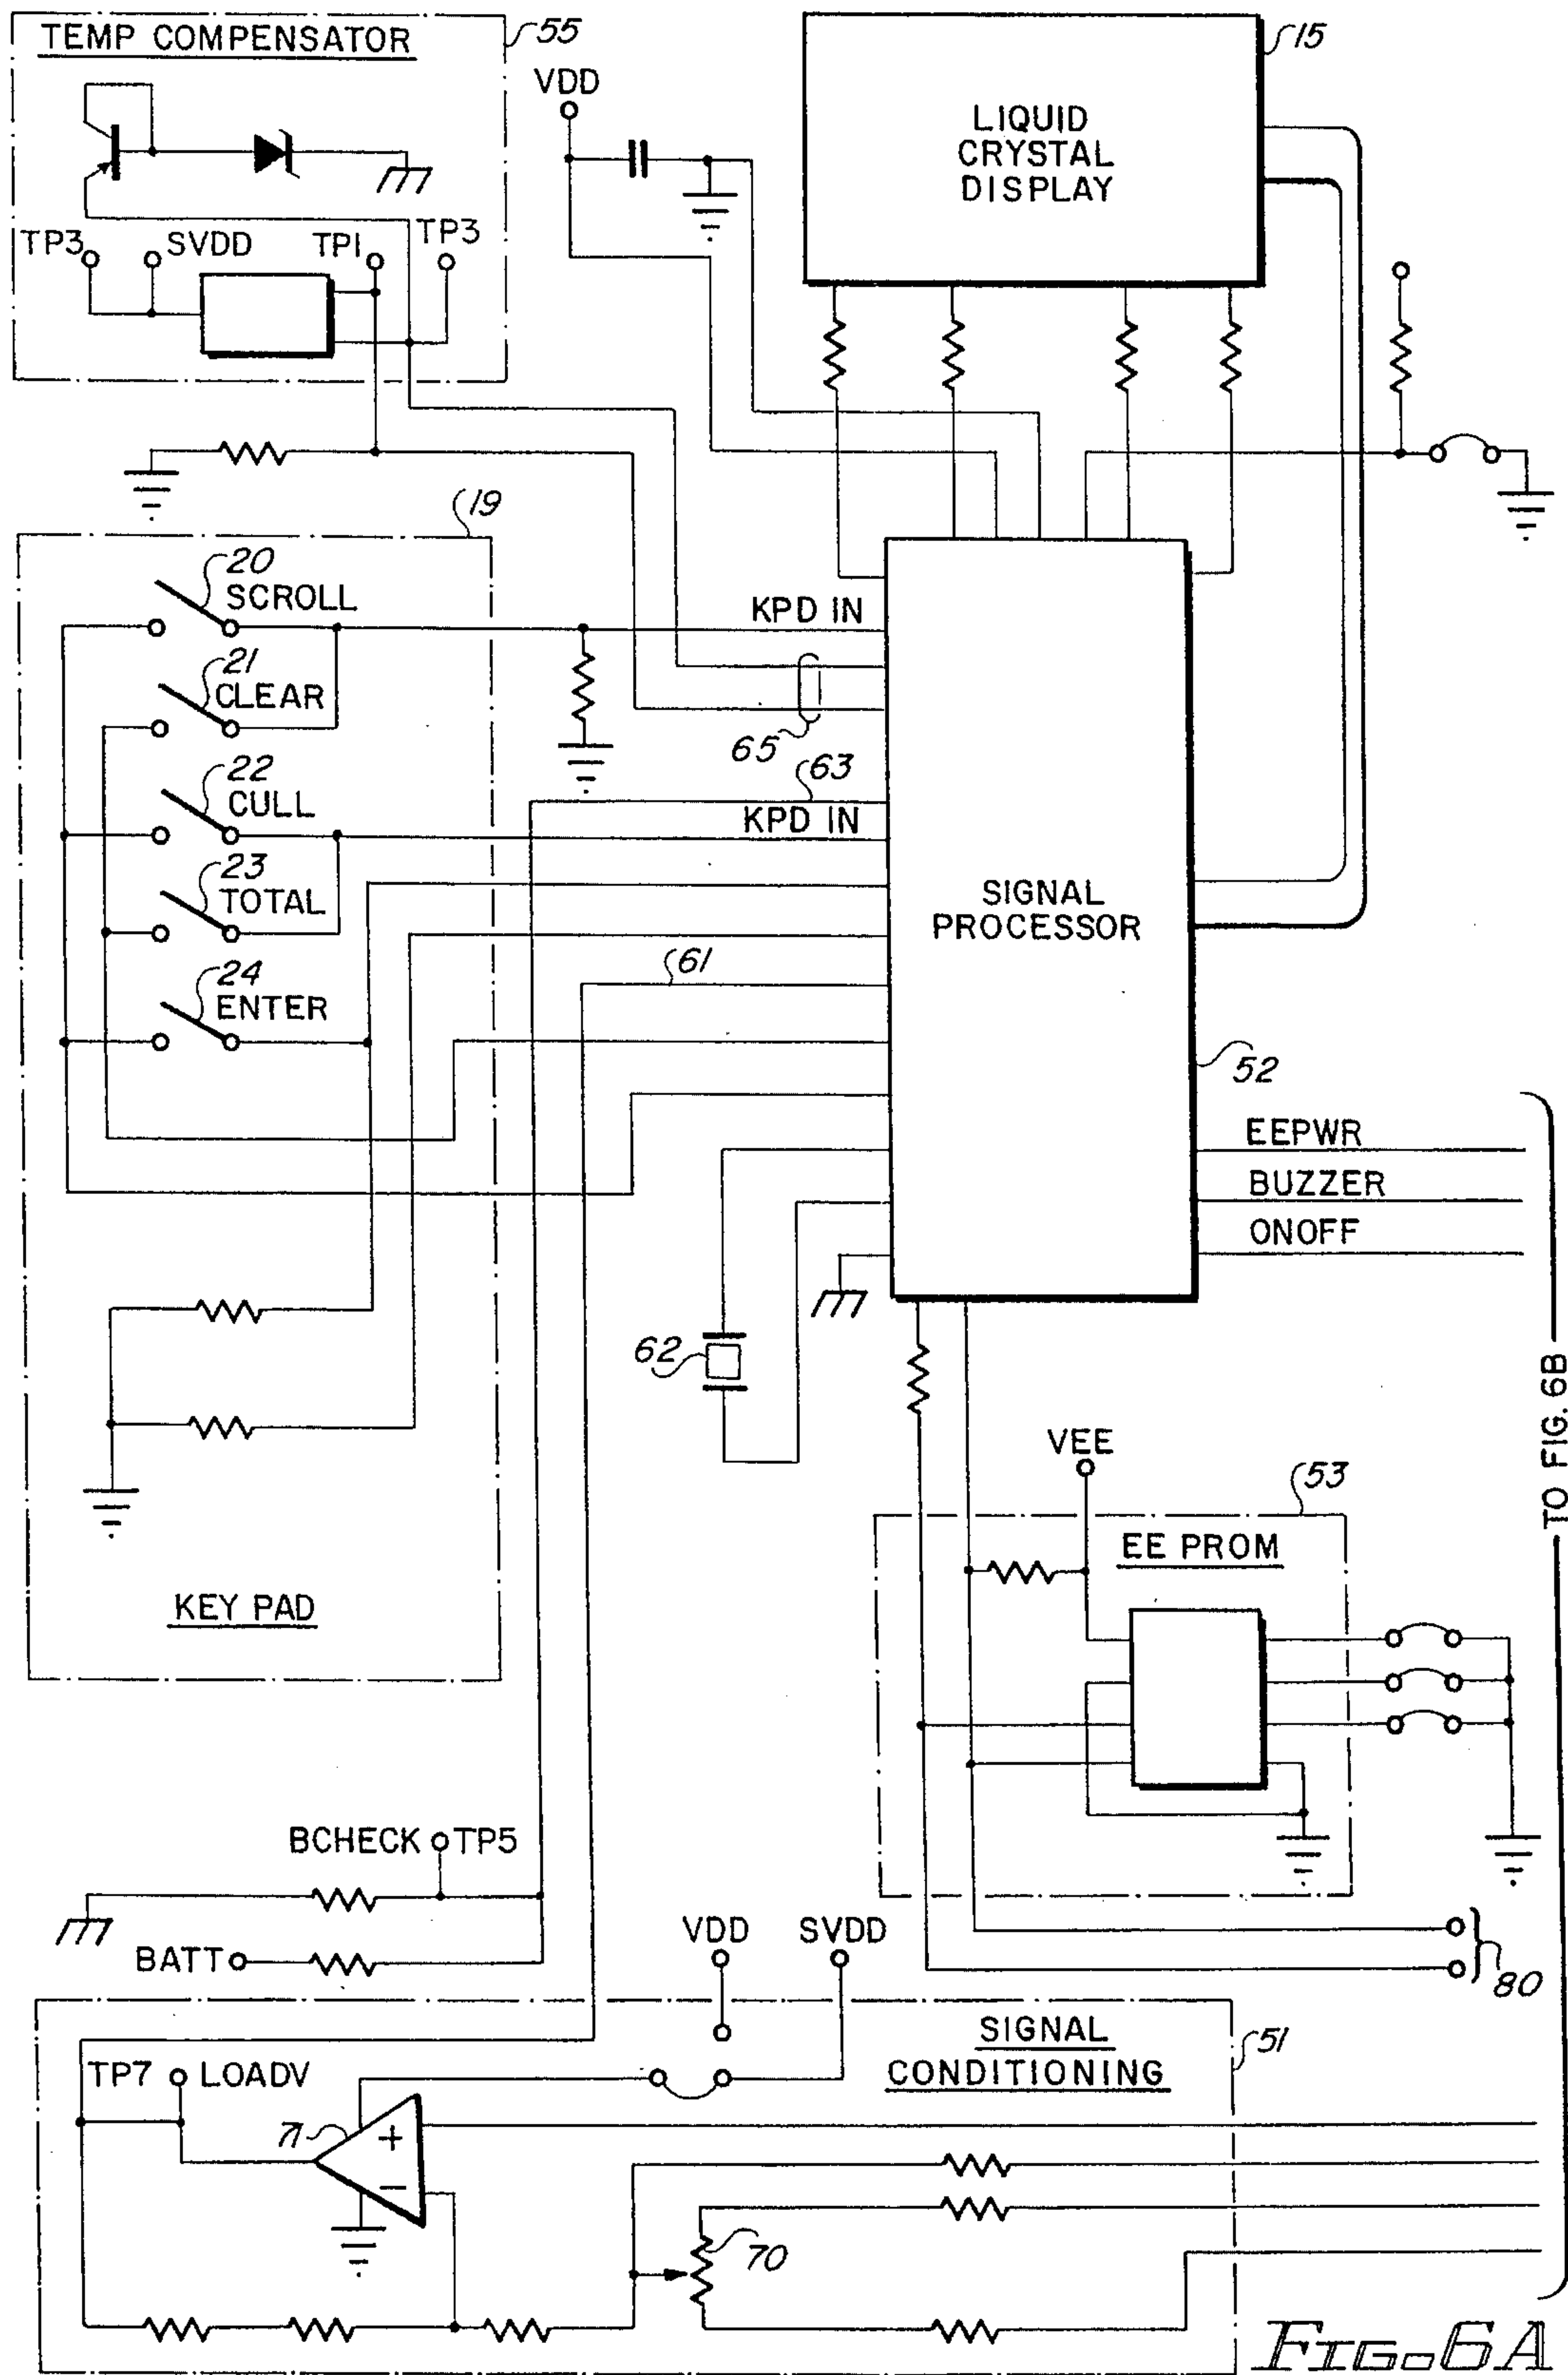 TEMP COMPENSATOR
55
VDD
LIQUID
CRYSTAL
DISPLAY
15
TP3
SVDD
TP1
TP3
19
20
SCROLL
KPD IN
21
CLEAR
65
22
CULL
63
KPD IN
23
TOTAL
SIGNAL
PROCESSOR
24
ENTER
61
52
EEPWR
BUZZER
ONOFF
62
TO FIG. 6B
VEE
53
EE PROM
KEY PAD
BCHECK
TP5
BATT
VDD
SVDD
80
SIGNAL
CONDITIONING
51
TP7
LOADV
71
+
−
70
FIG. 6A